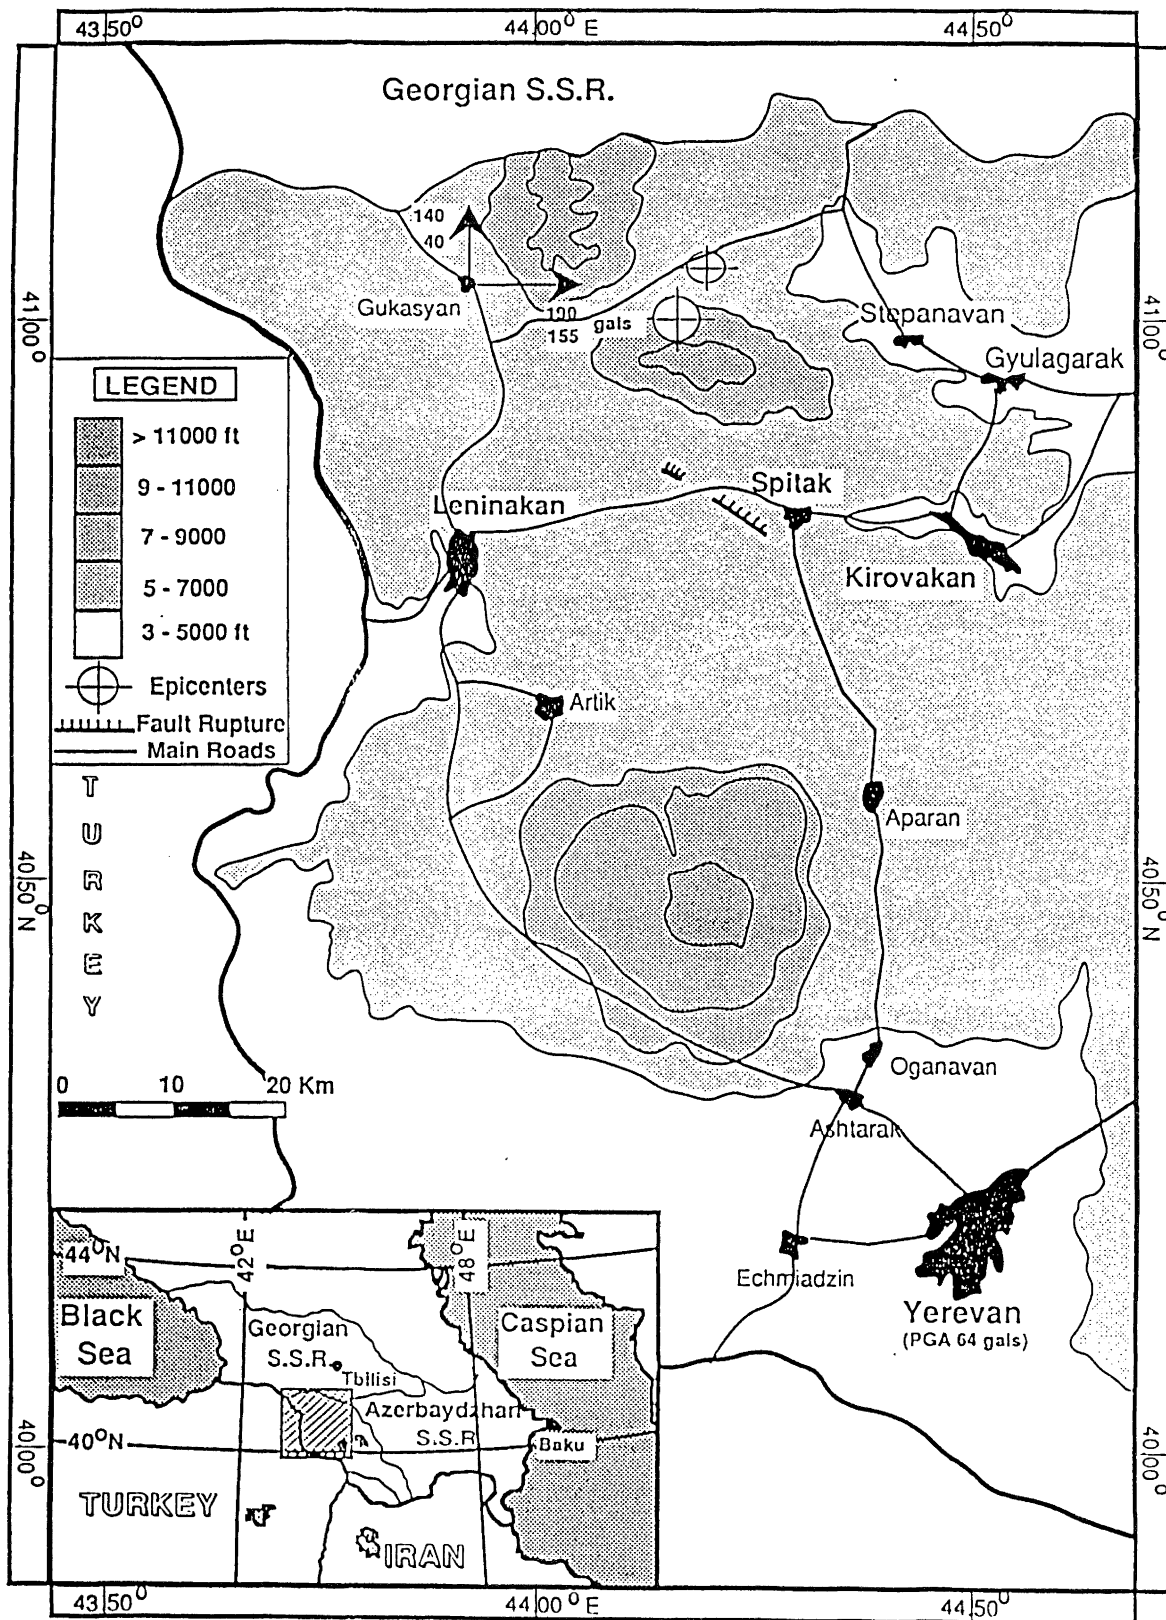 43.50°
44.00° E
44.50°
Georgian S.S.R.
140
40
Gukasyan
190
155
gals
41.00°
41.00°
Stepanavan
Gyulagarak
LEGEND
> 11000 ft
9 - 11000
7 - 9000
5 - 7000
3 - 5000 ft
Epicenters
Fault Rupture
Main Roads
Leninakan
Spitak
Kirovakan
Artik
TURKEY
Aparan
40.50° N
40.50° N
Oganavan
0 10 20 Km
Ashtarak
Echmiadzin
Yerevan
(PGA 64 gals)
44°N
42°E
48°E
Black
Sea
Georgian
S.S.R.
Tbilisi
Caspian
Sea
Azerbaydzhan
S.S.R
40°N
Baku
TURKEY
IRAN
40.00°
40.00°
43.50°
44.00° E
44.50°